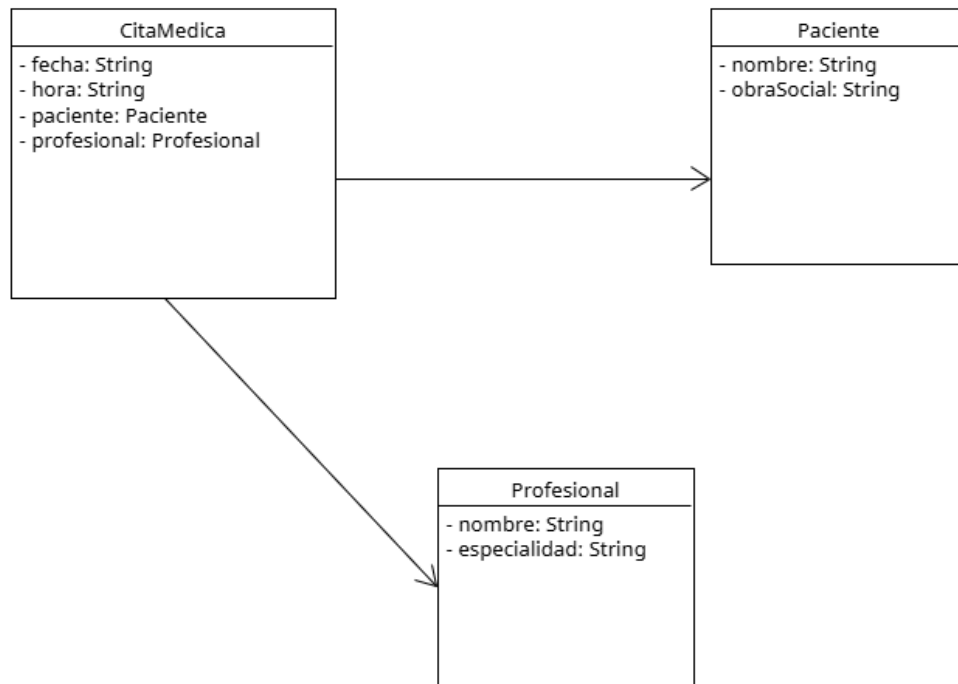 CitaMedica
- fecha: String
- hora: String
- paciente: Paciente
- profesional: Profesional
Paciente
- nombre: String
- obraSocial: String
Profesional
- nombre: String
- especialidad: String